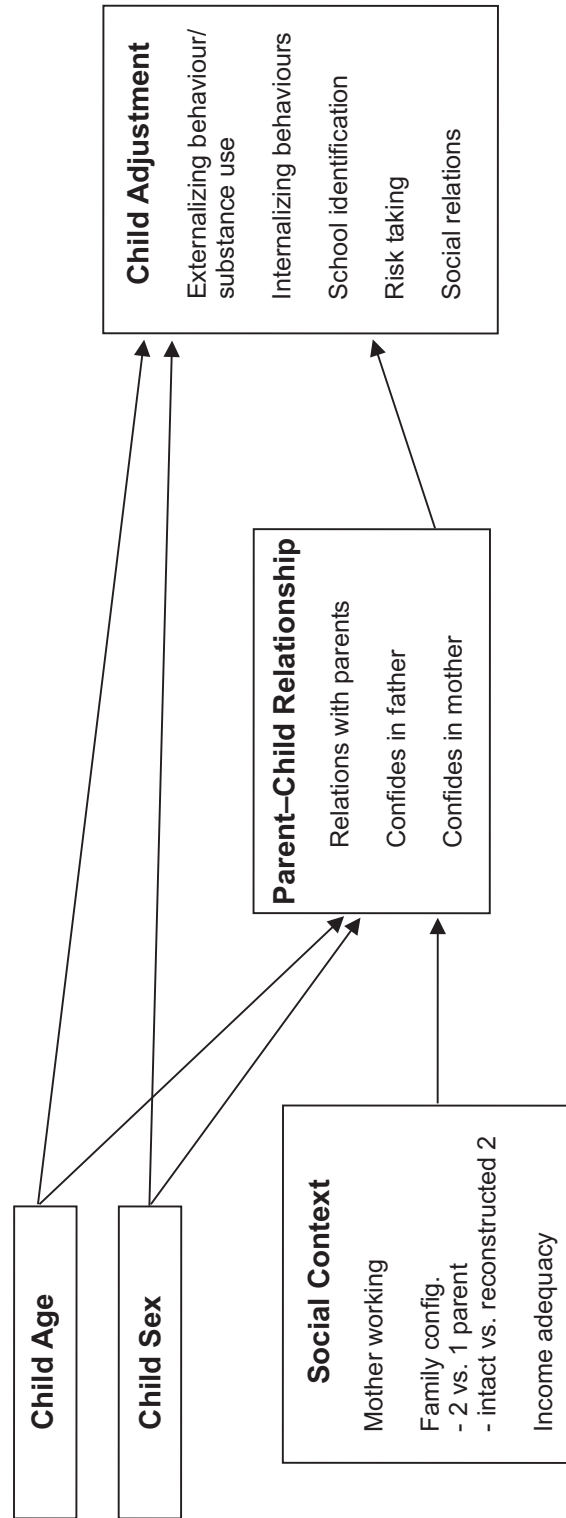 Child Age
Child Sex
Social Context
Mother working
Family config.
- 2 vs. 1 parent
- intact vs. reconstructed 2
Income adequacy
Parent–Child Relationship
Relations with parents
Confides in father
Confides in mother
Child Adjustment
Externalizing behaviour/
substance use
Internalizing behaviours
School identification
Risk taking
Social relations